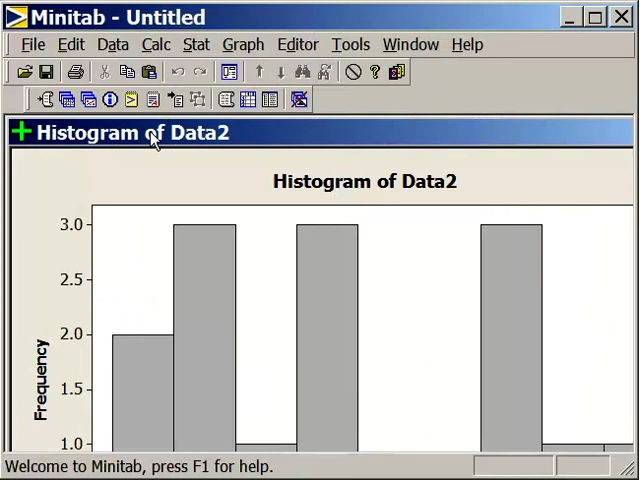 Minitab - Untitled
File Edit Data Calc Stat Graph Editor Tools Window Help
Histogram of Data2
Histogram of Data2
3.0
2.5
2.0
1.5
1.0
Frequency
Welcome to Minitab, press F1 for help.